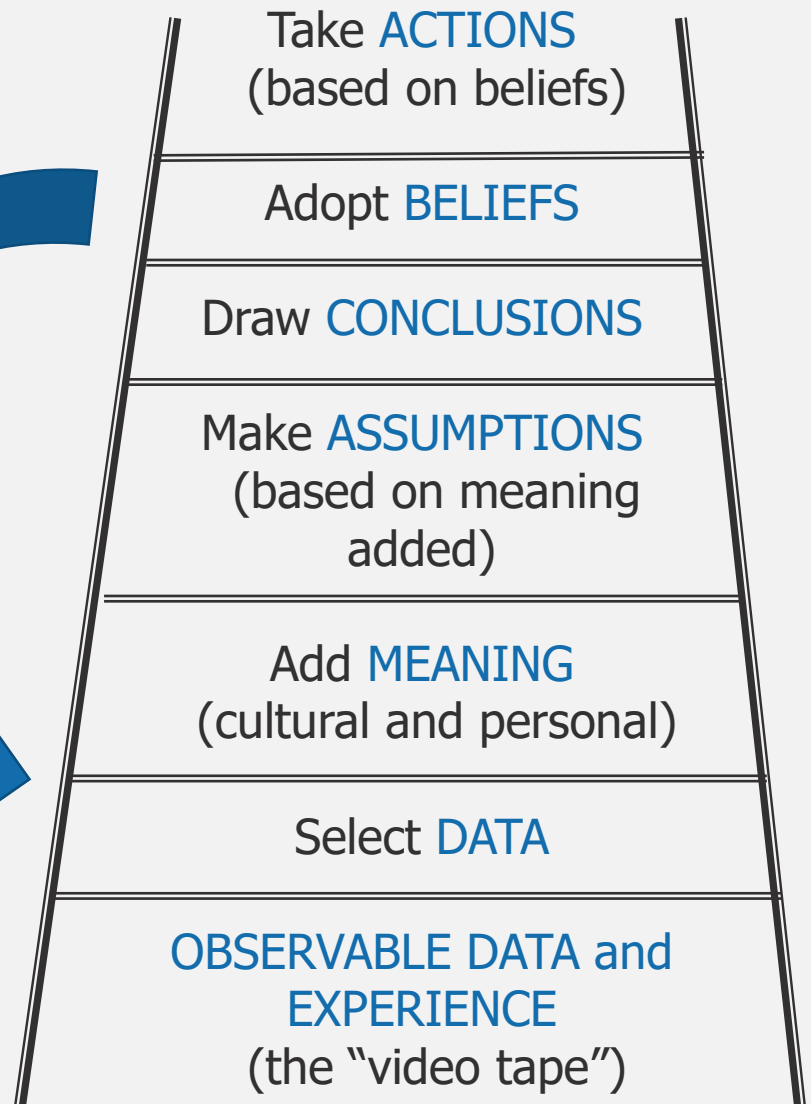 Take ACTIONS
(based on beliefs)
Adopt BELIEFS
Draw CONCLUSIONS
Make ASSUMPTIONS
(based on meaning
added)
Add MEANING
(cultural and personal)
Select DATA
OBSERVABLE DATA and
EXPERIENCE
(the “video tape”)